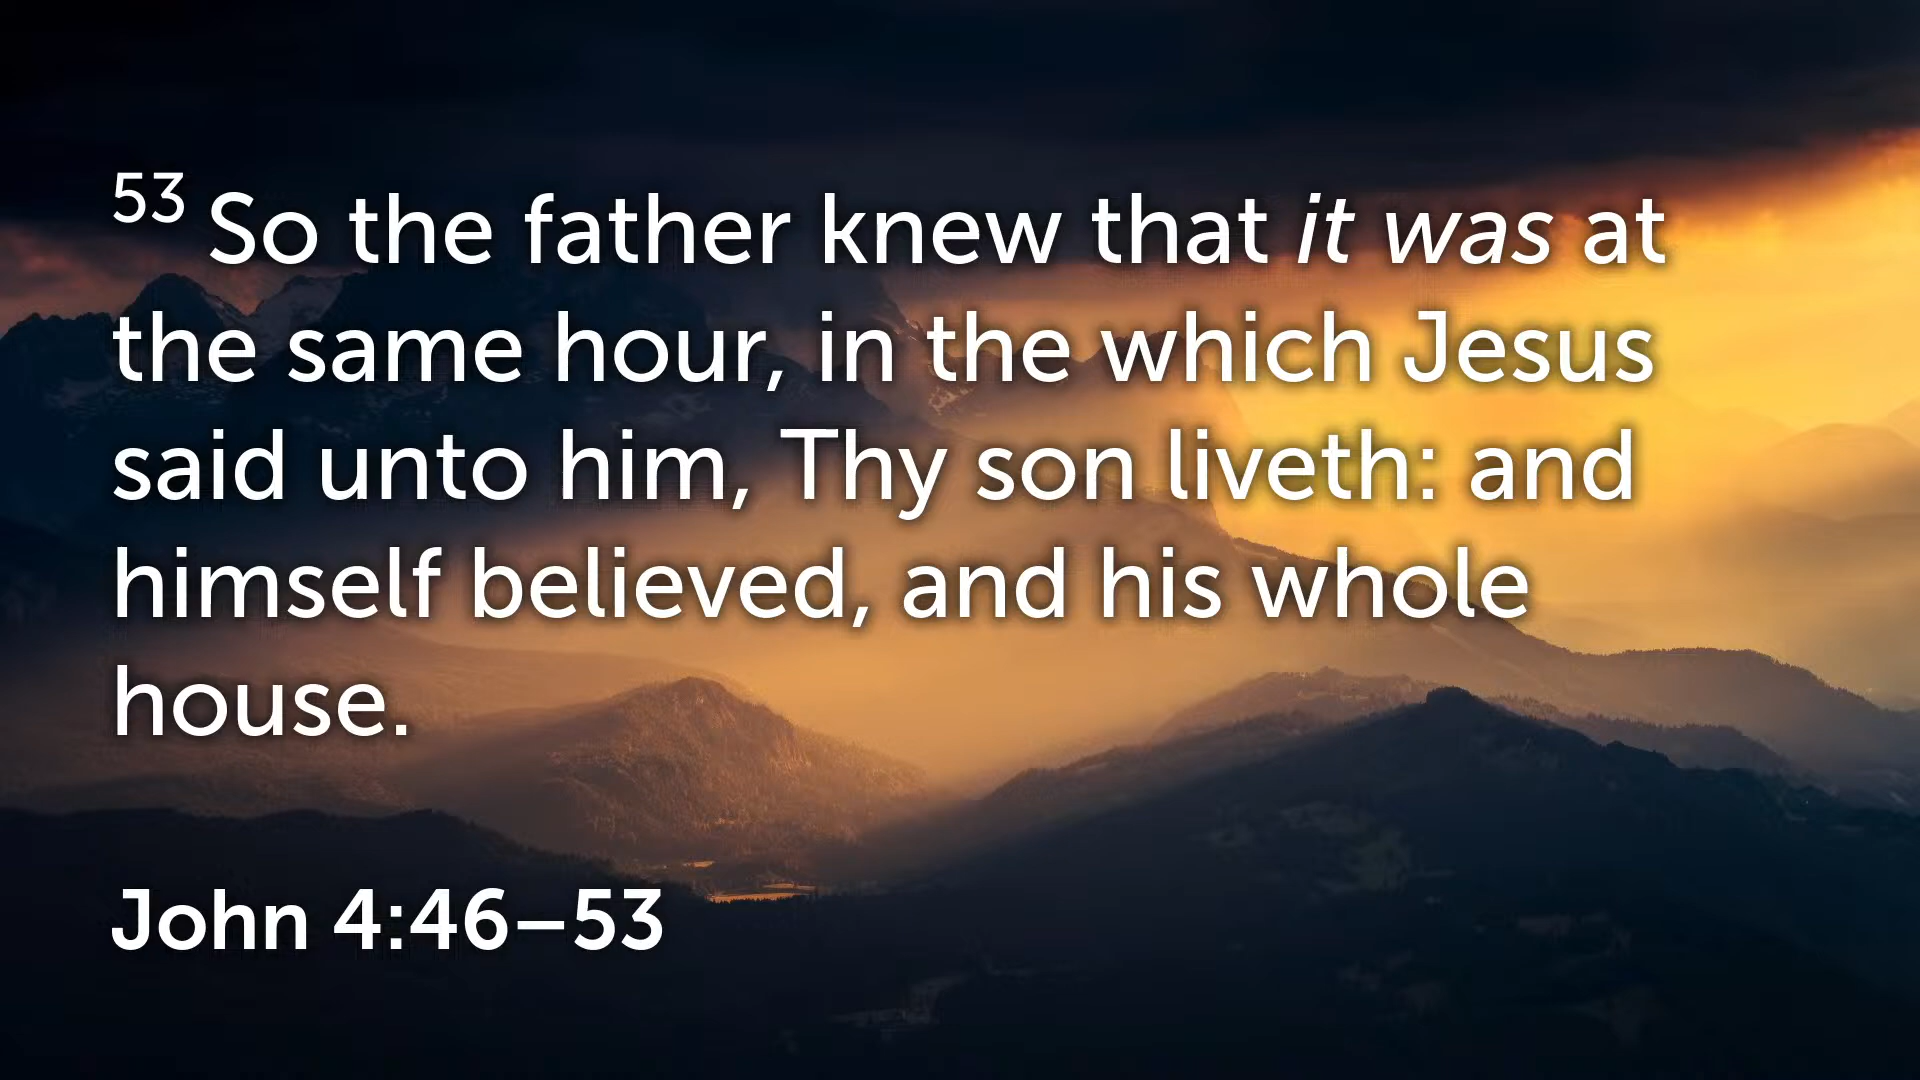 53 So the father knew that it was at
the same hour, in the which Jesus
said unto him, Thy son liveth: and
himself believed, and his whole
house.
John 4:46–53